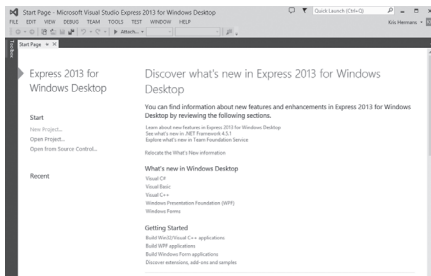 Start Page - Microsoft Visual Studio Express 2013 for Windows Desktop
Quick Launch (Ctrl+Q)
FILE EDIT VIEW DEBUG TEAM TOOLS TEST WINDOW HELP
Kris Hermans
Attach...
Toolbox
Start Page
Express 2013 for
Windows Desktop
Start
New Project...
Open Project...
Open from Source Control...
Recent
Discover what's new in Express 2013 for Windows
Desktop
You can find information about new features and enhancements in Express 2013 for Windows
Desktop by reviewing the following sections.
Learn about new features in Express 2013 for Windows Desktop
See what's new in .NET Framework 4.5.1
Explore what's new in Team Foundation Service
Relocate the What's New information
What's new in Windows Desktop
Visual C#
Visual Basic
Visual C++
Windows Presentation Foundation (WPF)
Windows Forms
Getting Started
Build Win32/Visual C++ applications
Build WPF applications
Build Windows Form applications
Discover extensions, add-ons and samples